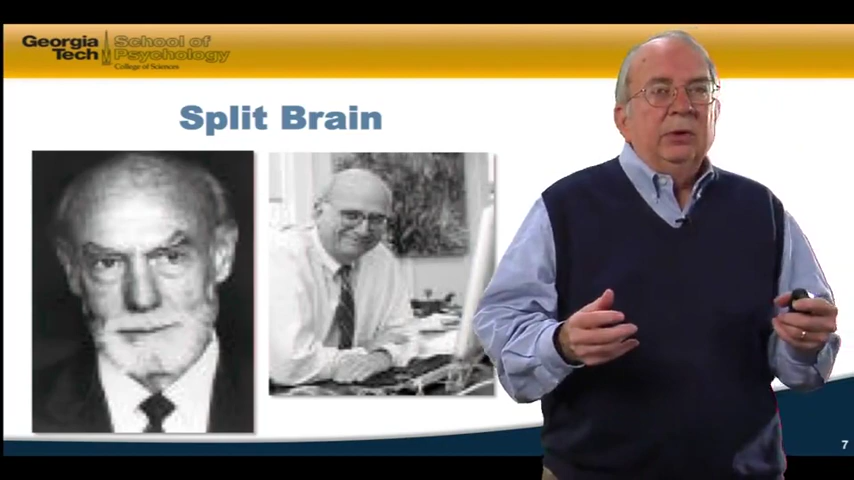 Georgia Tech
School of Psychology
College of Sciences
Split Brain
7